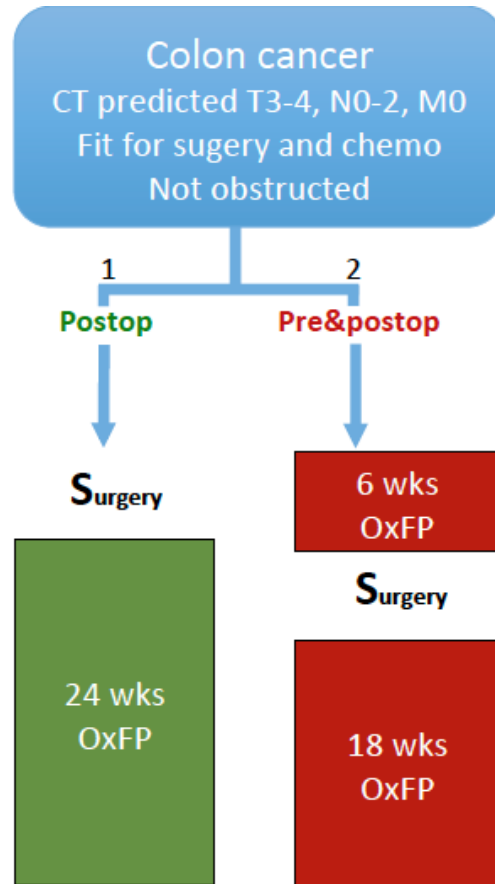 Colon cancer
CT predicted T3-4, N0-2, M0
Fit for sugery and chemo
Not obstructed
1
2
Postop
Pre&postop
Surgery
6 wks
OxFP
Surgery
24 wks
OxFP
18 wks
OxFP